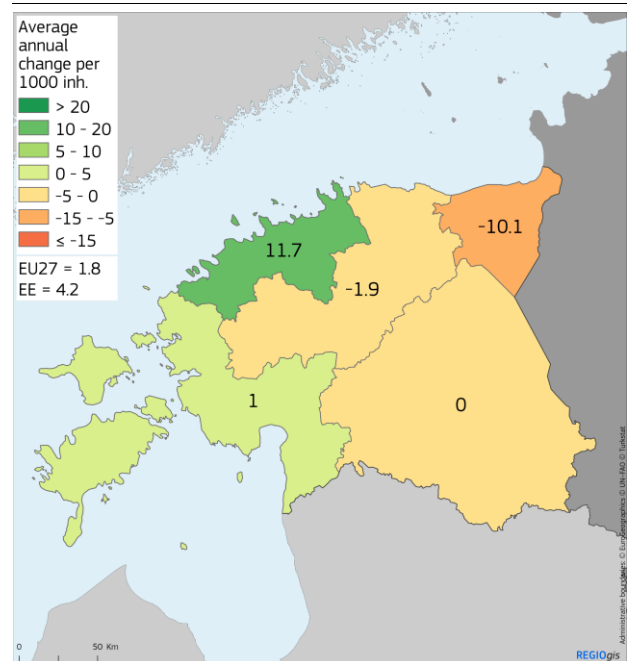 Average
annual
change per
1000 inh.
> 20
10 - 20
5 - 10
0 - 5
-5 - 0
-15 - -5
≤ -15
EU27 = 1.8
EE = 4.2
-10.1
11.7
-1.9
1
0
Administrative boundaries: © EuroGeographics © UN-FAO © Turkstat
0 50 Km
REGIOgis